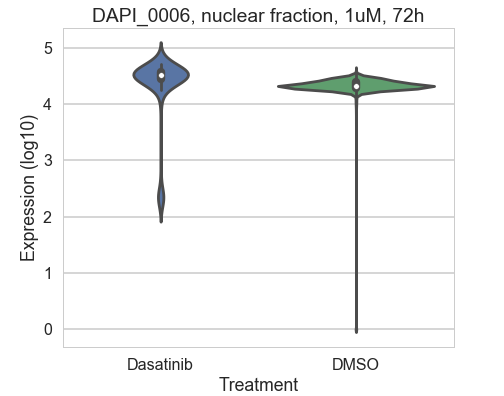 DAPI_0006, nuclear fraction, 1uM, 72h
Expression (log10)
5
4
3
2
1
0
Dasatinib DMSO
Treatment